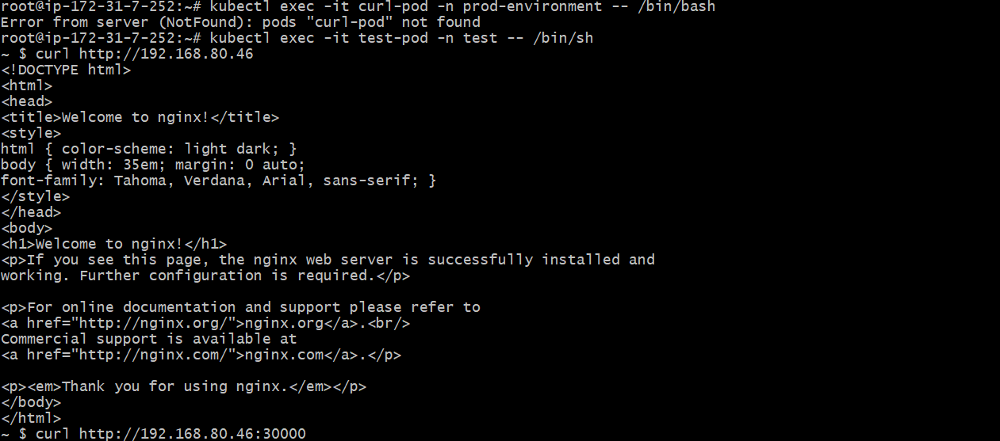 root@ip-172-31-7-252:~# kubectl exec -it curl-pod -n prod-environment -- /bin/bash
Error from server (NotFound): pods "curl-pod" not found
root@ip-172-31-7-252:~# kubectl exec -it test-pod -n test -- /bin/sh
~ $ curl http://192.168.80.46
<!DOCTYPE html>
<html>
<head>
<title>Welcome to nginx!</title>
<style>
html { color-scheme: light dark; }
body { width: 35em; margin: 0 auto;
font-family: Tahoma, Verdana, Arial, sans-serif; }
</style>
</head>
<body>
<h1>Welcome to nginx!</h1>
<p>If you see this page, the nginx web server is successfully installed and
working. Further configuration is required.</p>

<p>For online documentation and support please refer to
<a href="http://nginx.org/">nginx.org</a>.<br/>
Commercial support is available at
<a href="http://nginx.com/">nginx.com</a>.</p>

<p><em>Thank you for using nginx.</em></p>
</body>
</html>
~ $ curl http://192.168.80.46:30000